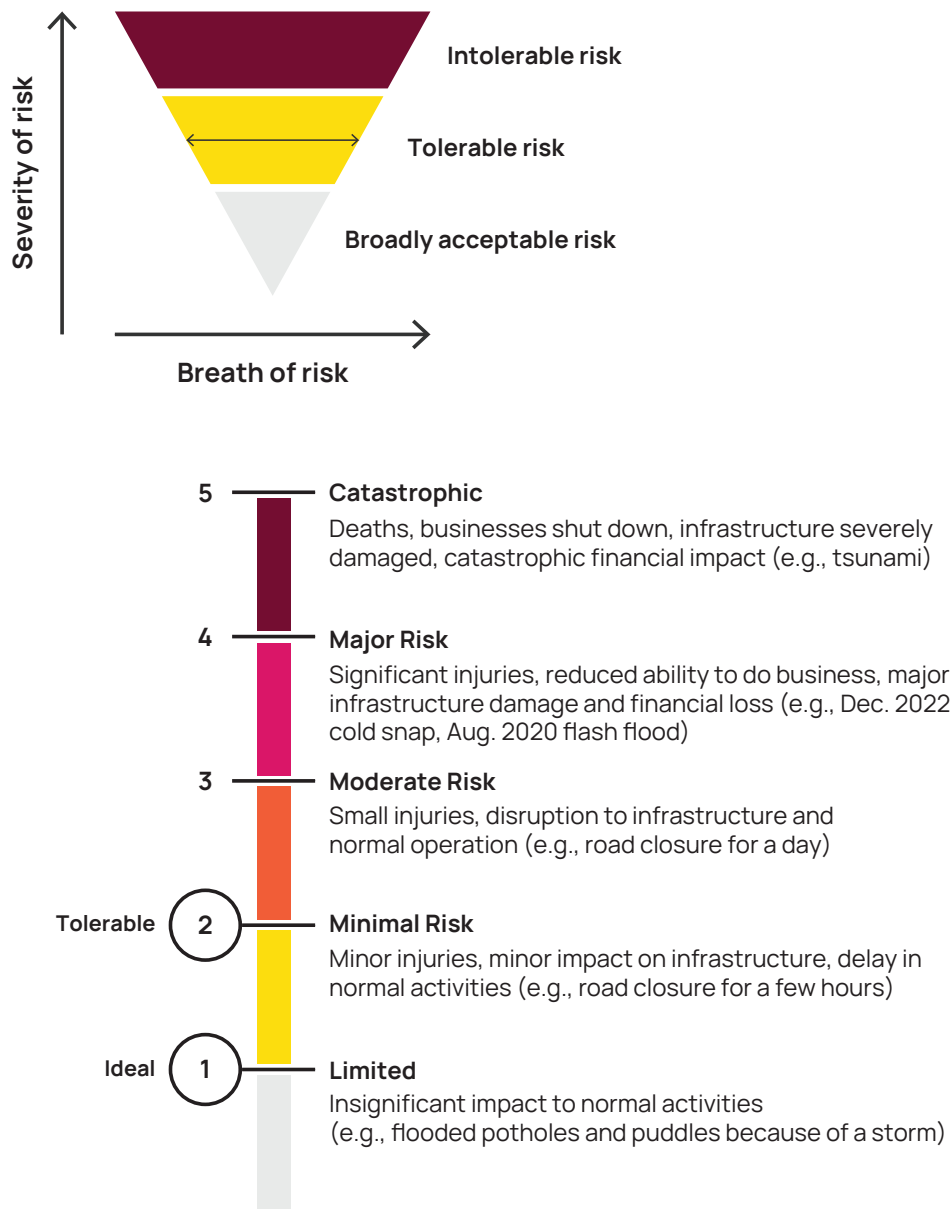 Severity of risk
Intolerable risk
Tolerable risk
Broadly acceptable risk
Breath of risk
5
Catastrophic
Deaths, businesses shut down, infrastructure severely
damaged, catastrophic financial impact (e.g., tsunami)
4
Major Risk
Significant injuries, reduced ability to do business, major
infrastructure damage and financial loss (e.g., Dec. 2022
cold snap, Aug. 2020 flash flood)
3
Moderate Risk
Small injuries, disruption to infrastructure and
normal operation (e.g., road closure for a day)
Tolerable
2
Minimal Risk
Minor injuries, minor impact on infrastructure, delay in
normal activities (e.g., road closure for a few hours)
Ideal
1
Limited
Insignificant impact to normal activities
(e.g., flooded potholes and puddles because of a storm)